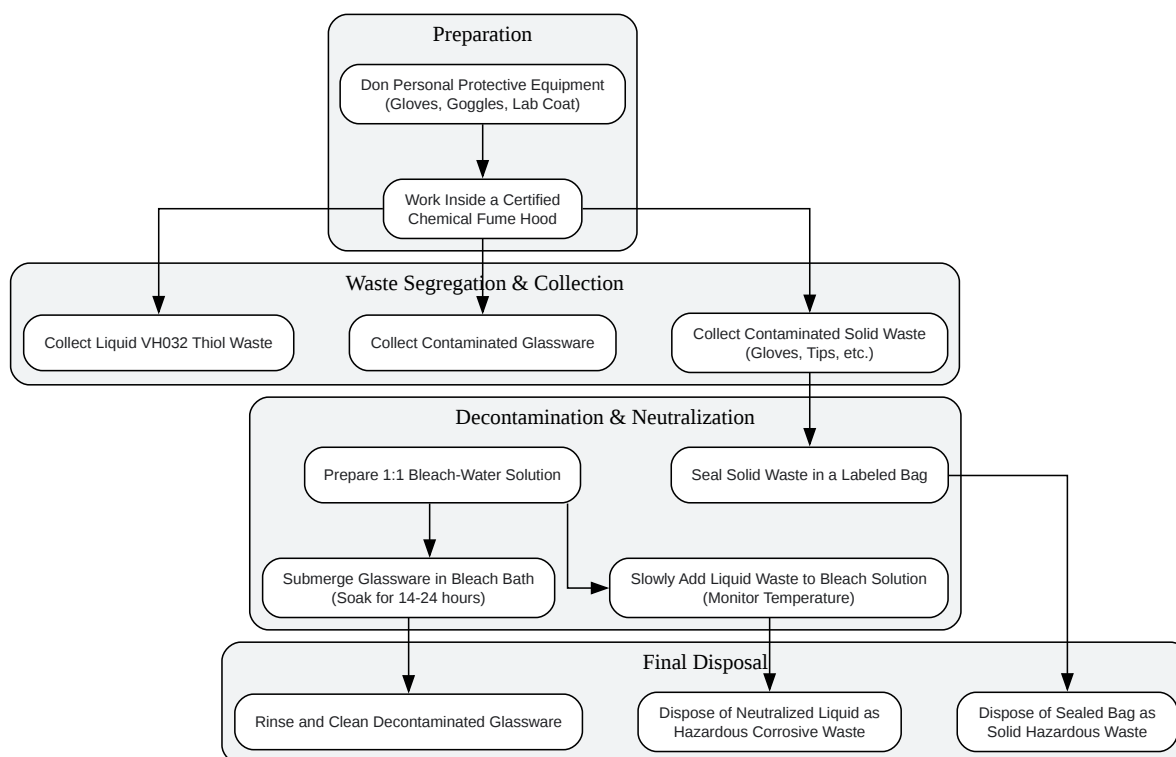 Preparation
Don Personal Protective Equipment
(Gloves, Goggles, Lab Coat)
Work Inside a Certified
Chemical Fume Hood
Waste Segregation & Collection
Collect Liquid VH032 Thiol Waste
Collect Contaminated Glassware
Collect Contaminated Solid Waste
(Gloves, Tips, etc.)
Decontamination & Neutralization
Prepare 1:1 Bleach-Water Solution
Seal Solid Waste in a Labeled Bag
Submerge Glassware in Bleach Bath
(Soak for 14-24 hours)
Slowly Add Liquid Waste to Bleach Solution
(Monitor Temperature)
Final Disposal
Rinse and Clean Decontaminated Glassware
Dispose of Neutralized Liquid as
Hazardous Corrosive Waste
Dispose of Sealed Bag as
Solid Hazardous Waste